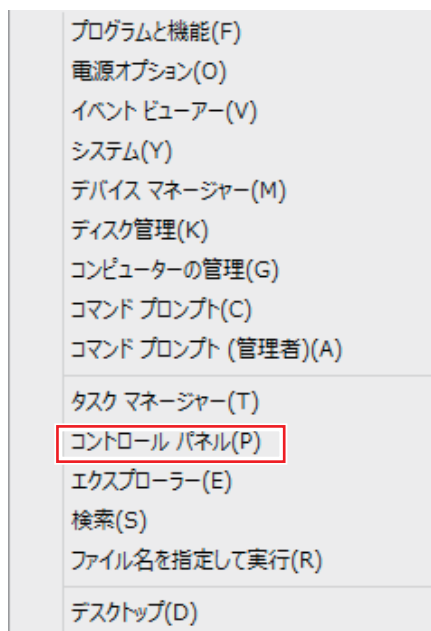 プログラムと機能(F)
電源オプション(O)
イベント ビューアー(V)
システム(Y)
デバイス マネージャー(M)
ディスク管理(K)
コンピューターの管理(G)
コマンド プロンプト(C)
コマンド プロンプト (管理者)(A)
タスク マネージャー(T)
コントロール パネル(P)
エクスプローラー(E)
検索(S)
ファイル名を指定して実行(R)
デスクトップ(D)